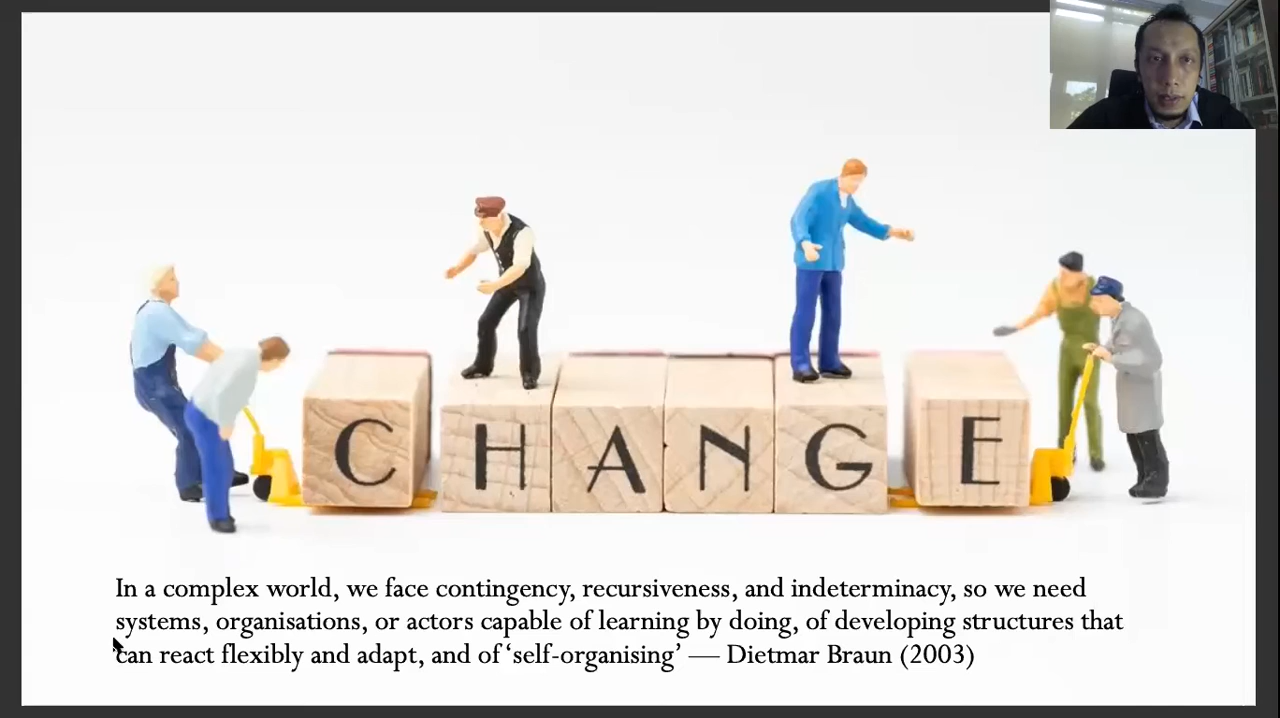 CHANGE
In a complex world, we face contingency, recursiveness, and indeterminacy, so we need
systems, organisations, or actors capable of learning by doing, of developing structures that
can react flexibly and adapt, and of ‘self-organising’ — Dietmar Braun (2003)